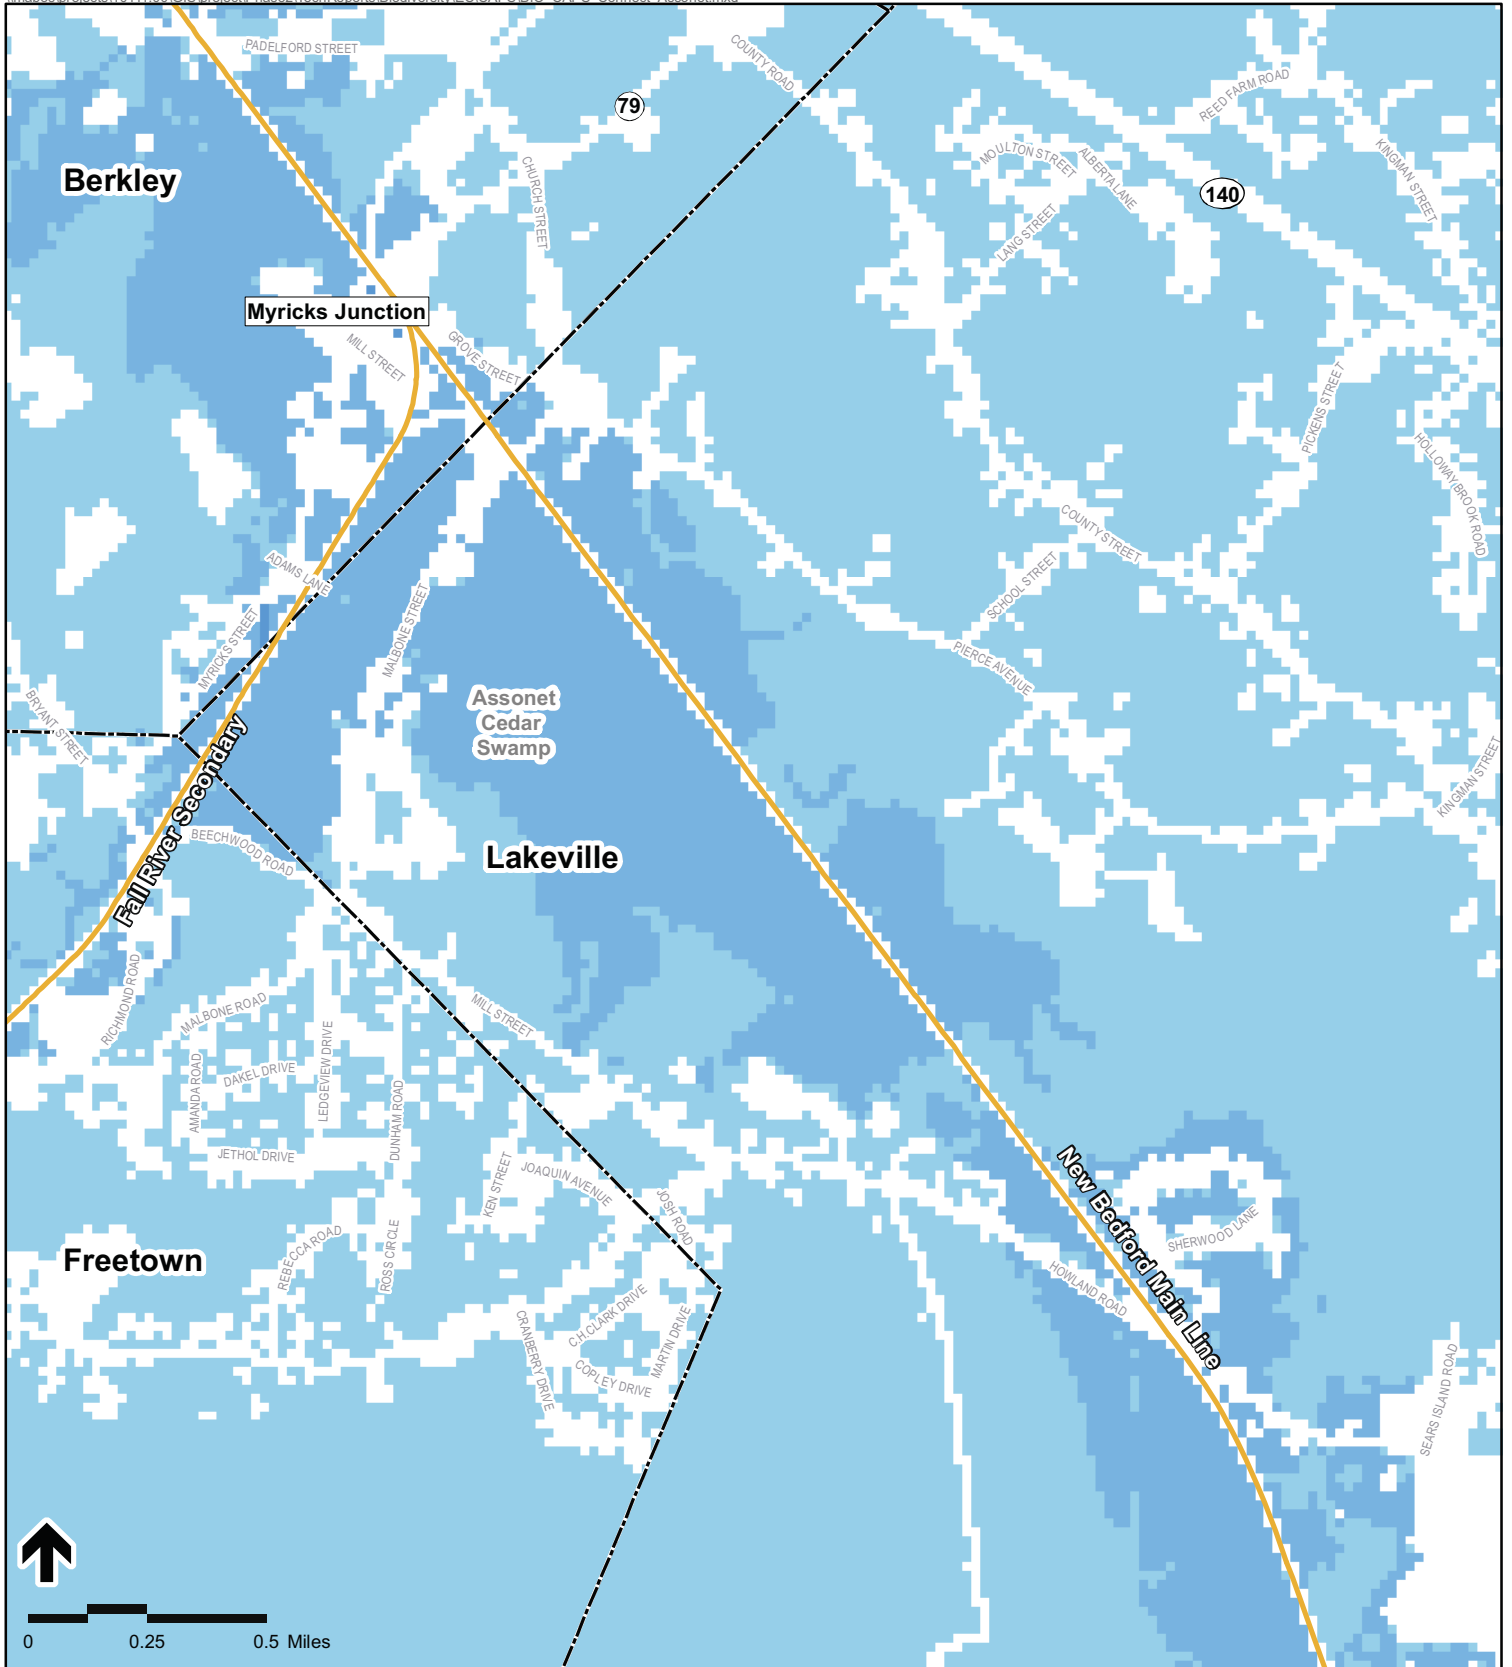 PADELFORD STREET
COUNTY ROAD
79
REED FARM ROAD
MOULTON STREET
ALBERTA LANE
KINGMAN STREET
CHURCH STREET
Berkley
140
LANG STREET
Myricks Junction
MILL STREET
GROVE STREET
PICKENS STREET
HOLLOWAY BROOK ROAD
COUNTY STREET
SCHOOL STREET
ADAMS LANE
MALBONE STREET
MYRICKS STREET
PIERCE AVENUE
BRYANT STREET
Assonet
Cedar
Swamp
KINGMAN STREET
Fall River Secondary
BEECHWOOD ROAD
Lakeville
RICHMOND ROAD
MALBONE ROAD
MILL STREET
AMANDA ROAD
DAKEL DRIVE
LEDGEVIEW DRIVE
DUNHAM ROAD
JETHOL DRIVE
KEN STREET
JOAQUIN AVENUE
JOSH ROAD
New Bedford Main Line
SHERWOOD LANE
Freetown
REBECCA ROAD
ROSS CIRCLE
HOWLAND ROAD
C.H.CLARK DRIVE
CRANBERRY DRIVE
MARTIN DRIVE
COPLEY DRIVE
SEARS ISLAND ROAD
0 0.25 0.5 Miles